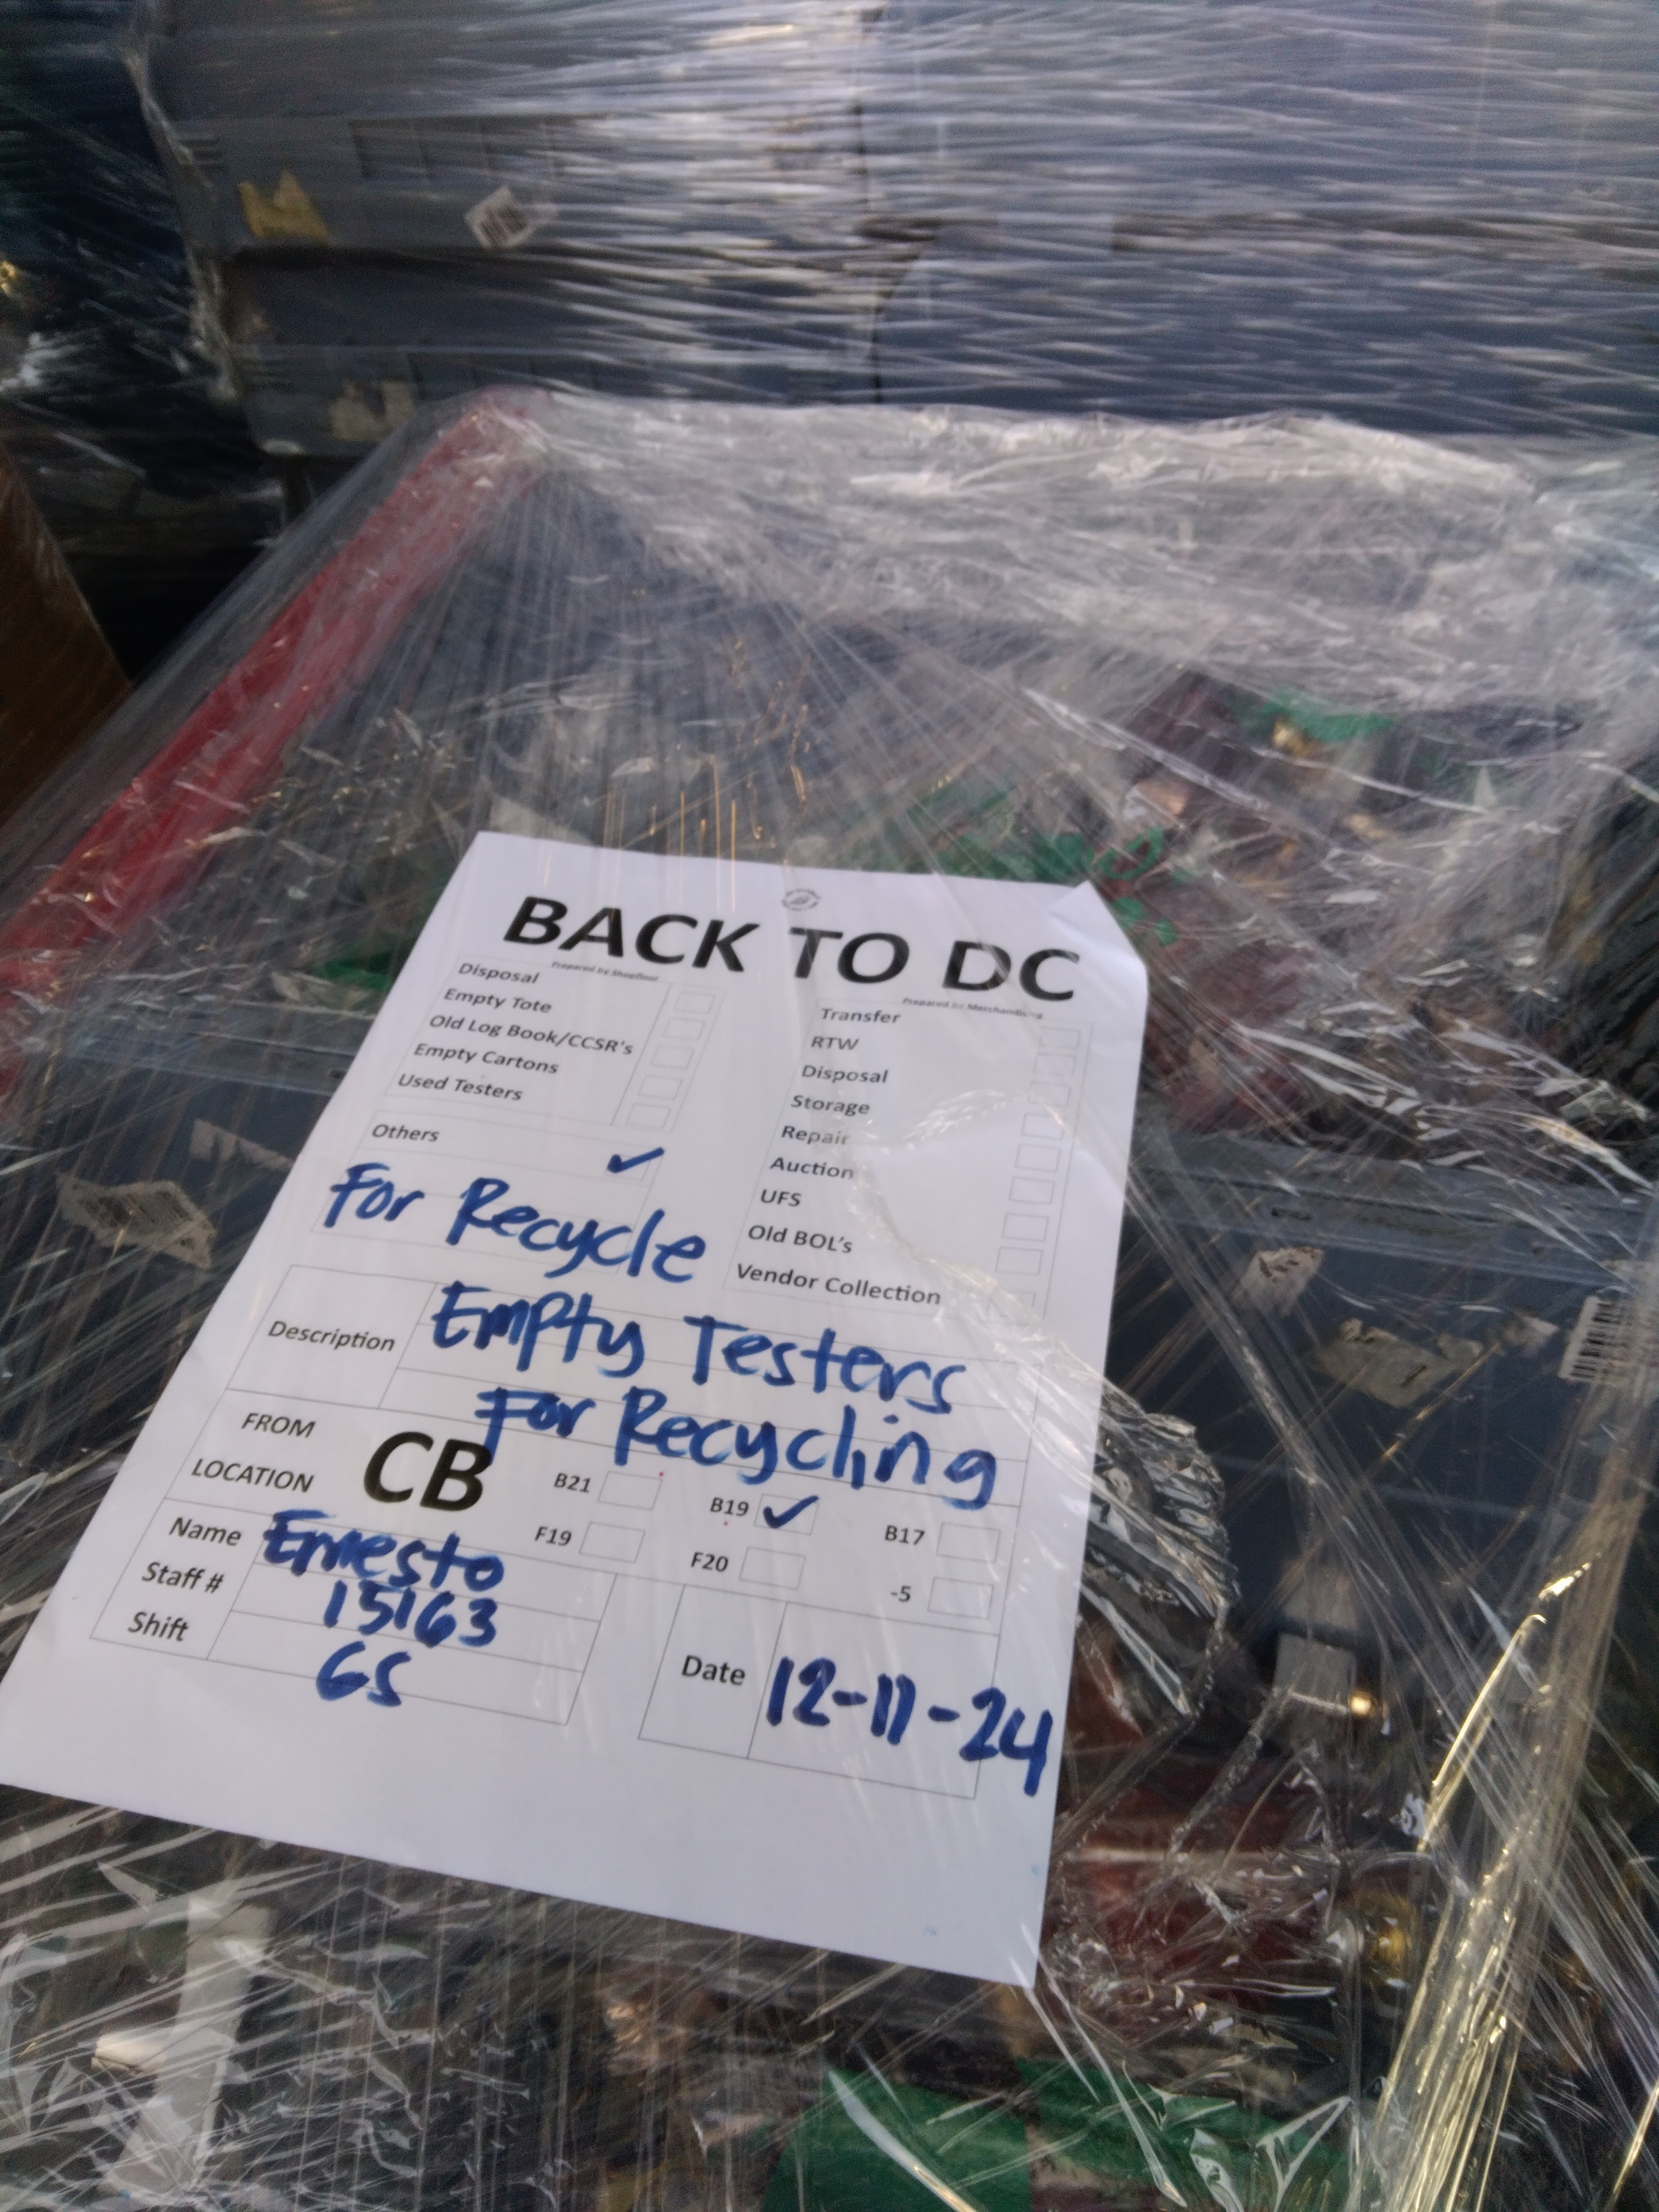 BACK TO DC
Prepared by Shopfloor
Disposal
Empty Tote
Old Log Book/CCSR's
Empty Cartons
Used Testers
Others ✓
For Recycle
Prepared by Merchandising
Transfer
RTW
Disposal
Storage
Repair
Auction
UFS
Old BOL's
Vendor Collection
Description
Empty Testers
For Recycling
FROM
LOCATION
CB
B21
B19 ✓
B17
F19
F20
-5
Name Ernesto
Staff # 15163
Shift GS
Date 12-11-24